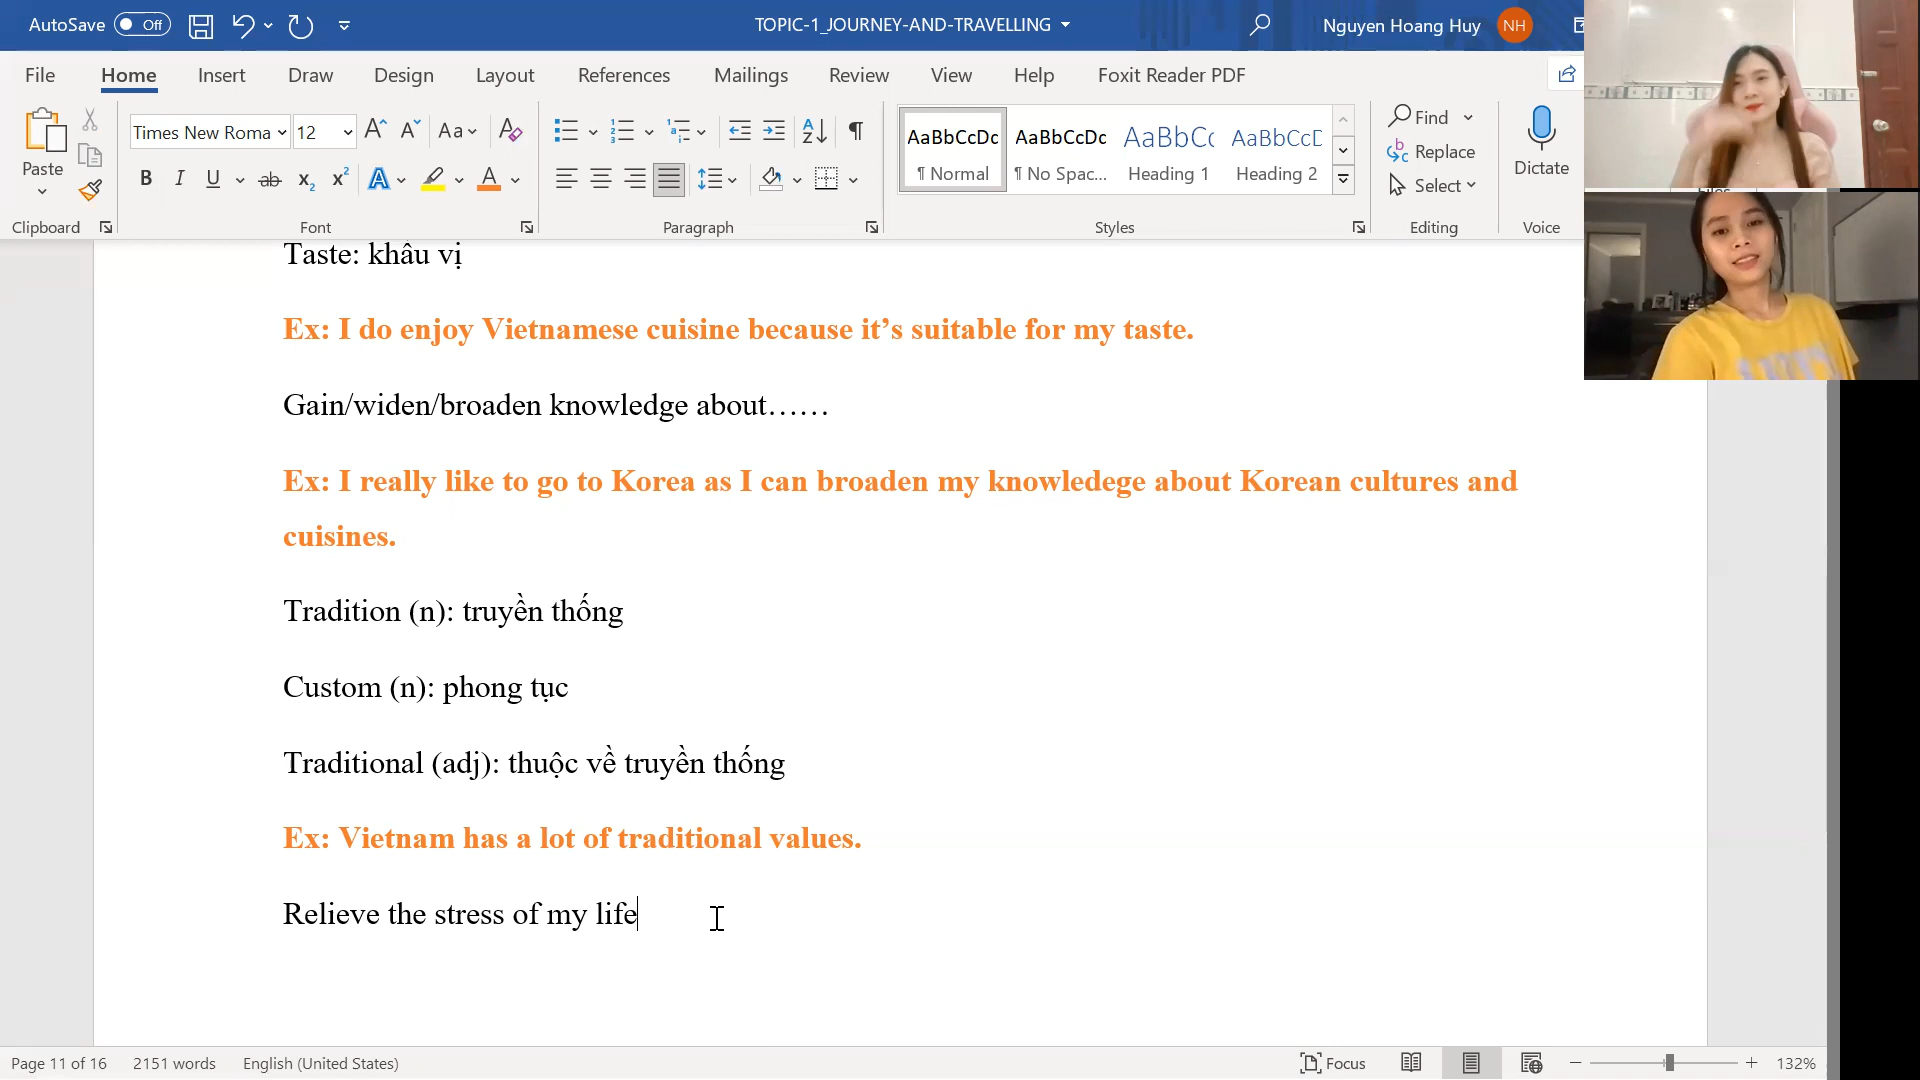 AutoSave Off TOPIC-1_JOURNEY-AND-TRAVELLING Nguyen Hoang Huy NH
File Home Insert Draw Design Layout References Mailings Review View Help Foxit Reader PDF
Times New Roma 12 Aa
Paste
B I U ab x2 x2 A A
AaBbCcDc AaBbCcDc AaBbCc AaBbCcD
¶ Normal ¶ No Spac... Heading 1 Heading 2
Find
Replace
Select
Dictate
Clipboard Font Paragraph Styles Editing Voice
Files
Taste: khẩu vị
Ex: I do enjoy Vietnamese cuisine because it’s suitable for my taste.
Gain/widen/broaden knowledge about……
Ex: I really like to go to Korea as I can broaden my knowledege about Korean cultures and
cuisines.
Tradition (n): truyền thống
Custom (n): phong tục
Traditional (adj): thuộc về truyền thống
Ex: Vietnam has a lot of traditional values.
Relieve the stress of my life
Page 11 of 16 2151 words English (United States) Focus 132%